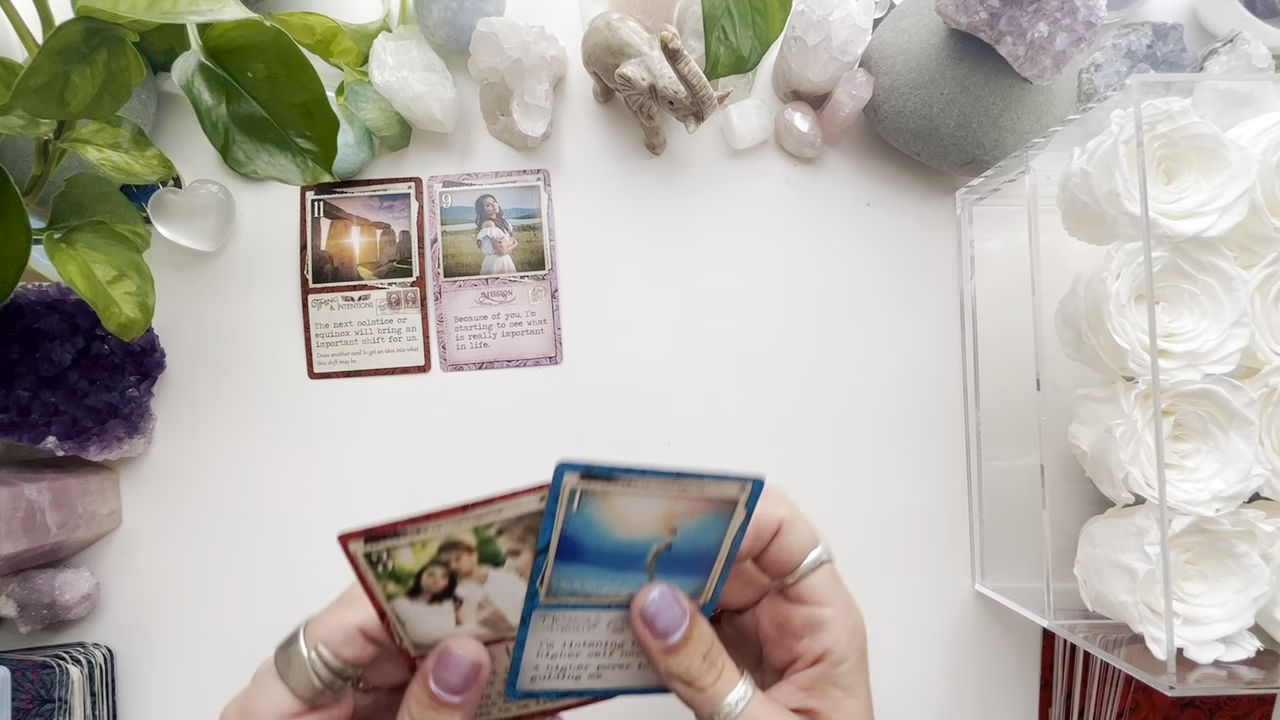 11
TIMING
& INTENTIONS
The next solstice or
equinox will bring an
important shift for us.
Draw another card to get an idea into what
this shift may be.
9
MISSION
Because of you, I'm
starting to see what
is really important
in life.
I'm listening
higher self
A higher power
guiding